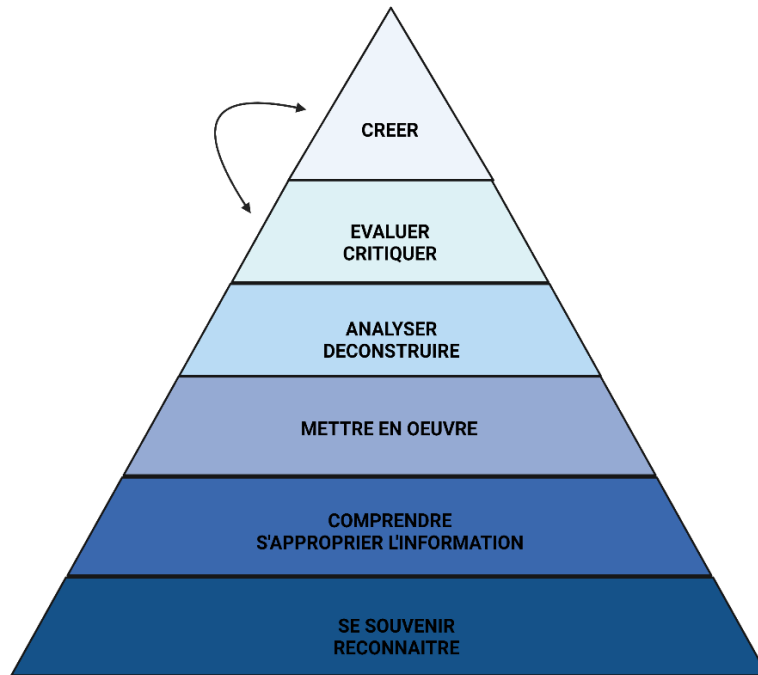 CREER
EVALUER
CRITIQUER
ANALYSER
DECONSTRUIRE
METTRE EN OEUVRE
COMPRENDRE
S'APPROPRIER L'INFORMATION
SE SOUVENIR
RECONNAITRE